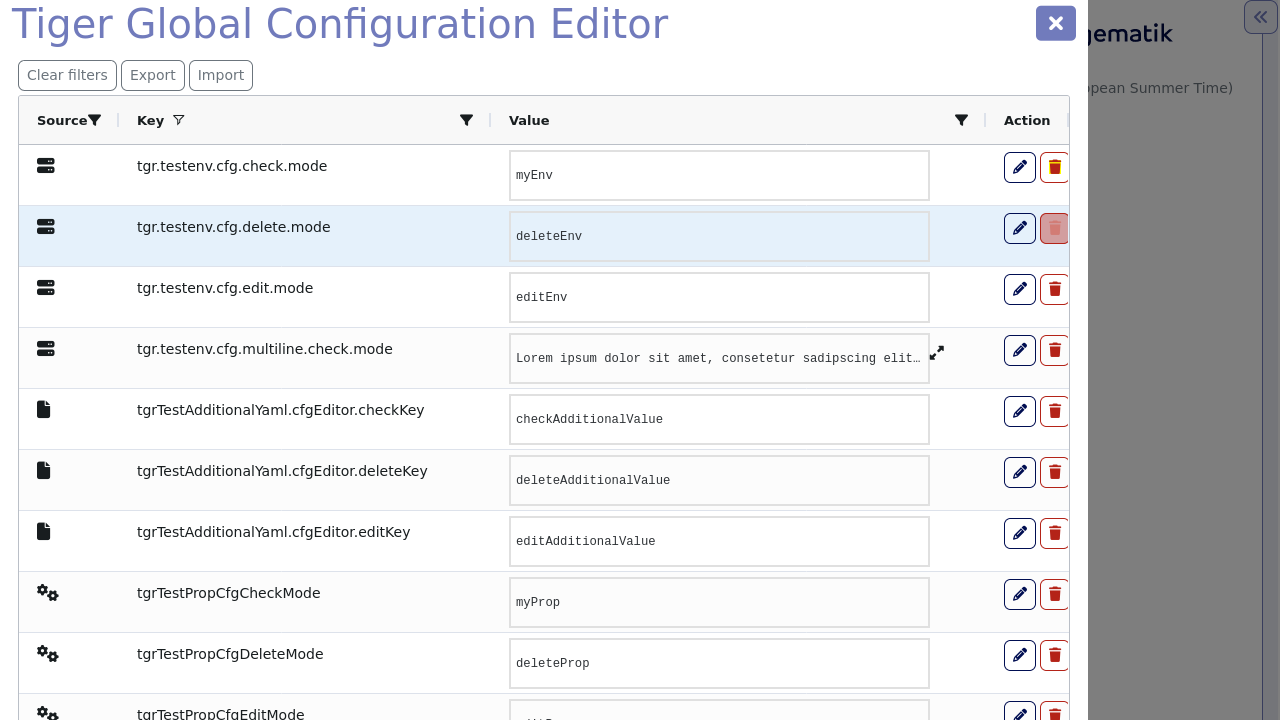 Tiger Global Configuration Editor
gematik
Clear filters Export Import
pean Summer Time)
Source Key Value Action
tgr.testenv.cfg.check.mode myEnv
tgr.testenv.cfg.delete.mode deleteEnv
tgr.testenv.cfg.edit.mode editEnv
tgr.testenv.cfg.multiline.check.mode Lorem ipsum dolor sit amet, consetetur sadipscing elit…
tgrTestAdditionalYaml.cfgEditor.checkKey checkAdditionalValue
tgrTestAdditionalYaml.cfgEditor.deleteKey deleteAdditionalValue
tgrTestAdditionalYaml.cfgEditor.editKey editAdditionalValue
tgrTestPropCfgCheckMode myProp
tgrTestPropCfgDeleteMode deleteProp
tgrTestPropCfgEditMode